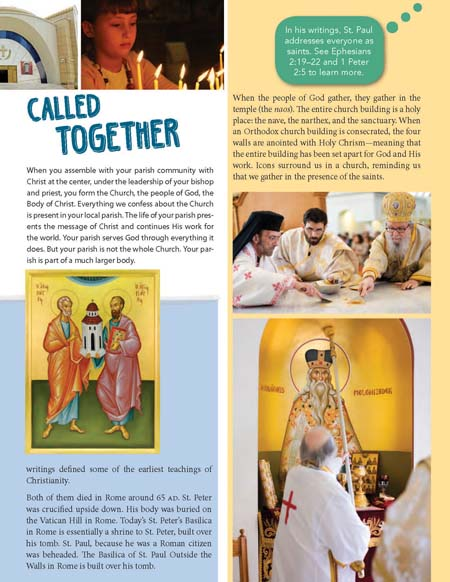 CALLED
TOGETHER
When you assemble with your parish community with
Christ at the center, under the leadership of your bishop
and priest, you form the Church, the people of God, the
Body of Christ. Everything we confess about the Church
is present in your local parish. The life of your parish pres-
ents the message of Christ and continues His work for
the world. Your parish serves God through everything it
does. But your parish is not the whole Church. Your par-
ish is part of a much larger body.
writings defined some of the earliest teachings of
Christianity.
Both of them died in Rome around 65 AD. St. Peter
was crucified upside down. His body was buried on
the Vatican Hill in Rome. Today's St. Peter's Basilica
in Rome is essentially a shrine to St. Peter, built over
his tomb. St. Paul, because he was a Roman citizen
was beheaded. The Basilica of St. Paul Outside the
Walls in Rome is built over his tomb.
In his writings, St. Paul
addresses everyone as
saints. See Ephesians
2:19–22 and 1 Peter
2:5 to learn more.
When the people of God gather, they gather in the
temple (the naos). The entire church building is a holy
place: the nave, the narthex, and the sanctuary. When
an Orthodox church building is consecrated, the four
walls are anointed with Holy Chrism—meaning that
the entire building has been set apart for God and His
work. Icons surround us in a church, reminding us
that we gather in the presence of the saints.